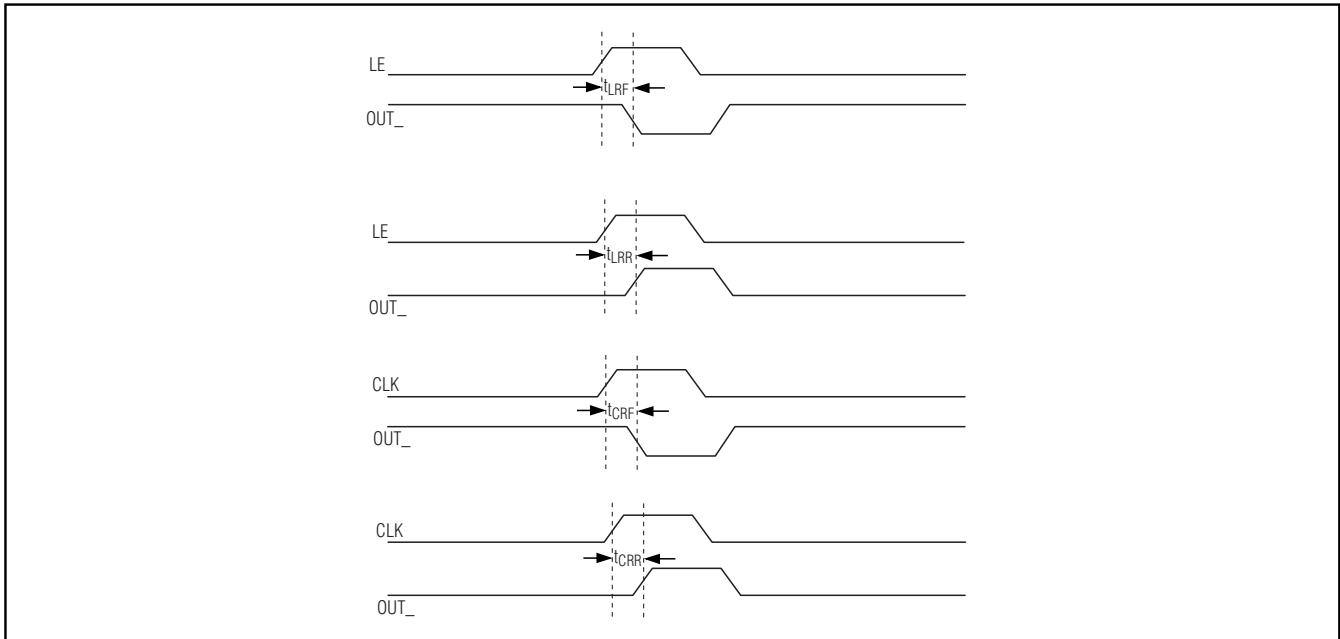 LE
tLRF
OUT_
LE
tLRR
OUT_
CLK
tCRF
OUT_
CLK
tCRR
OUT_